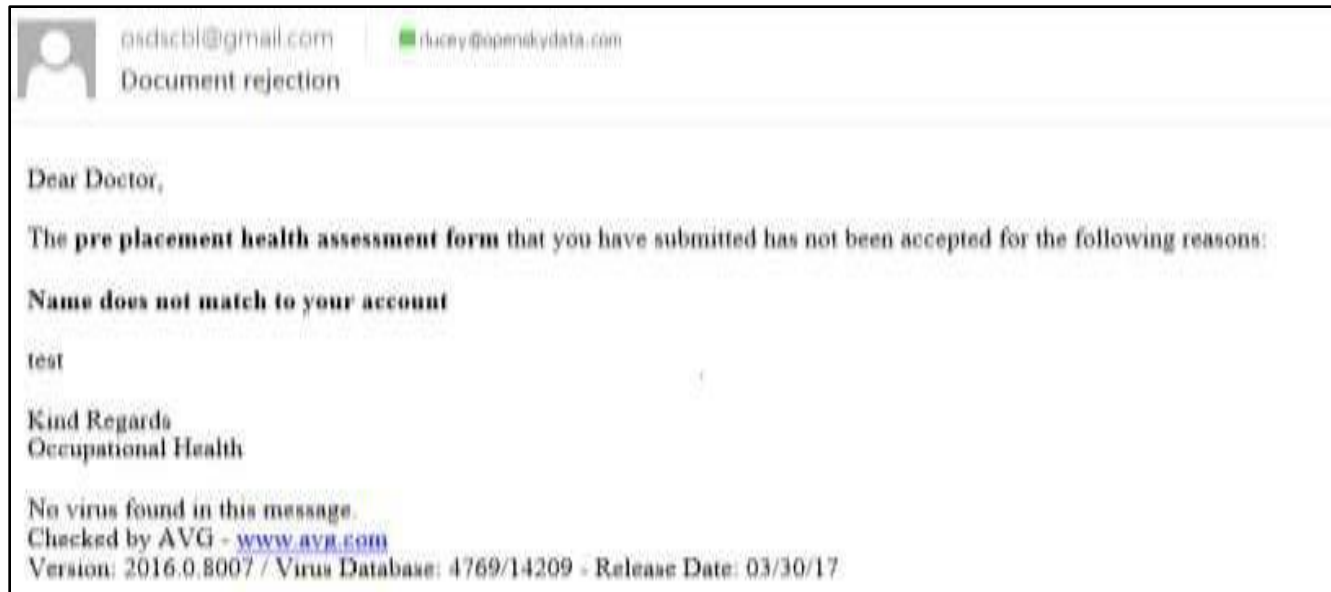 osdscbl@gmail.com rlucey@openskydata.com
Document rejection
Dear Doctor,
The pre placement health assessment form that you have submitted has not been accepted for the following reasons:
Name does not match to your account
test
Kind Regards
Occupational Health
No virus found in this message.
Checked by AVG - www.avg.com
Version: 2016.0.8007 / Virus Database: 4769/14209 - Release Date: 03/30/17